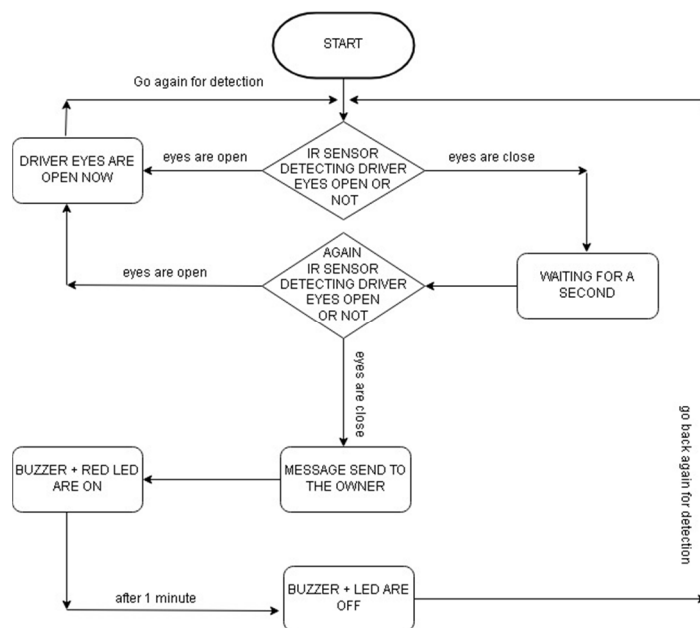 START
Go again for detection
DRIVER EYES ARE
OPEN NOW
eyes are open
IR SENSOR
DETECTING DRIVER
EYES OPEN OR
NOT
eyes are close
eyes are open
AGAIN
IR SENSOR
DETECTING DRIVER
EYES OPEN
OR NOT
WAITING FOR A
SECOND
eyes are close
BUZZER + RED LED
ARE ON
MESSAGE SEND TO
THE OWNER
go back again for detection
after 1 minute
BUZZER + LED ARE
OFF